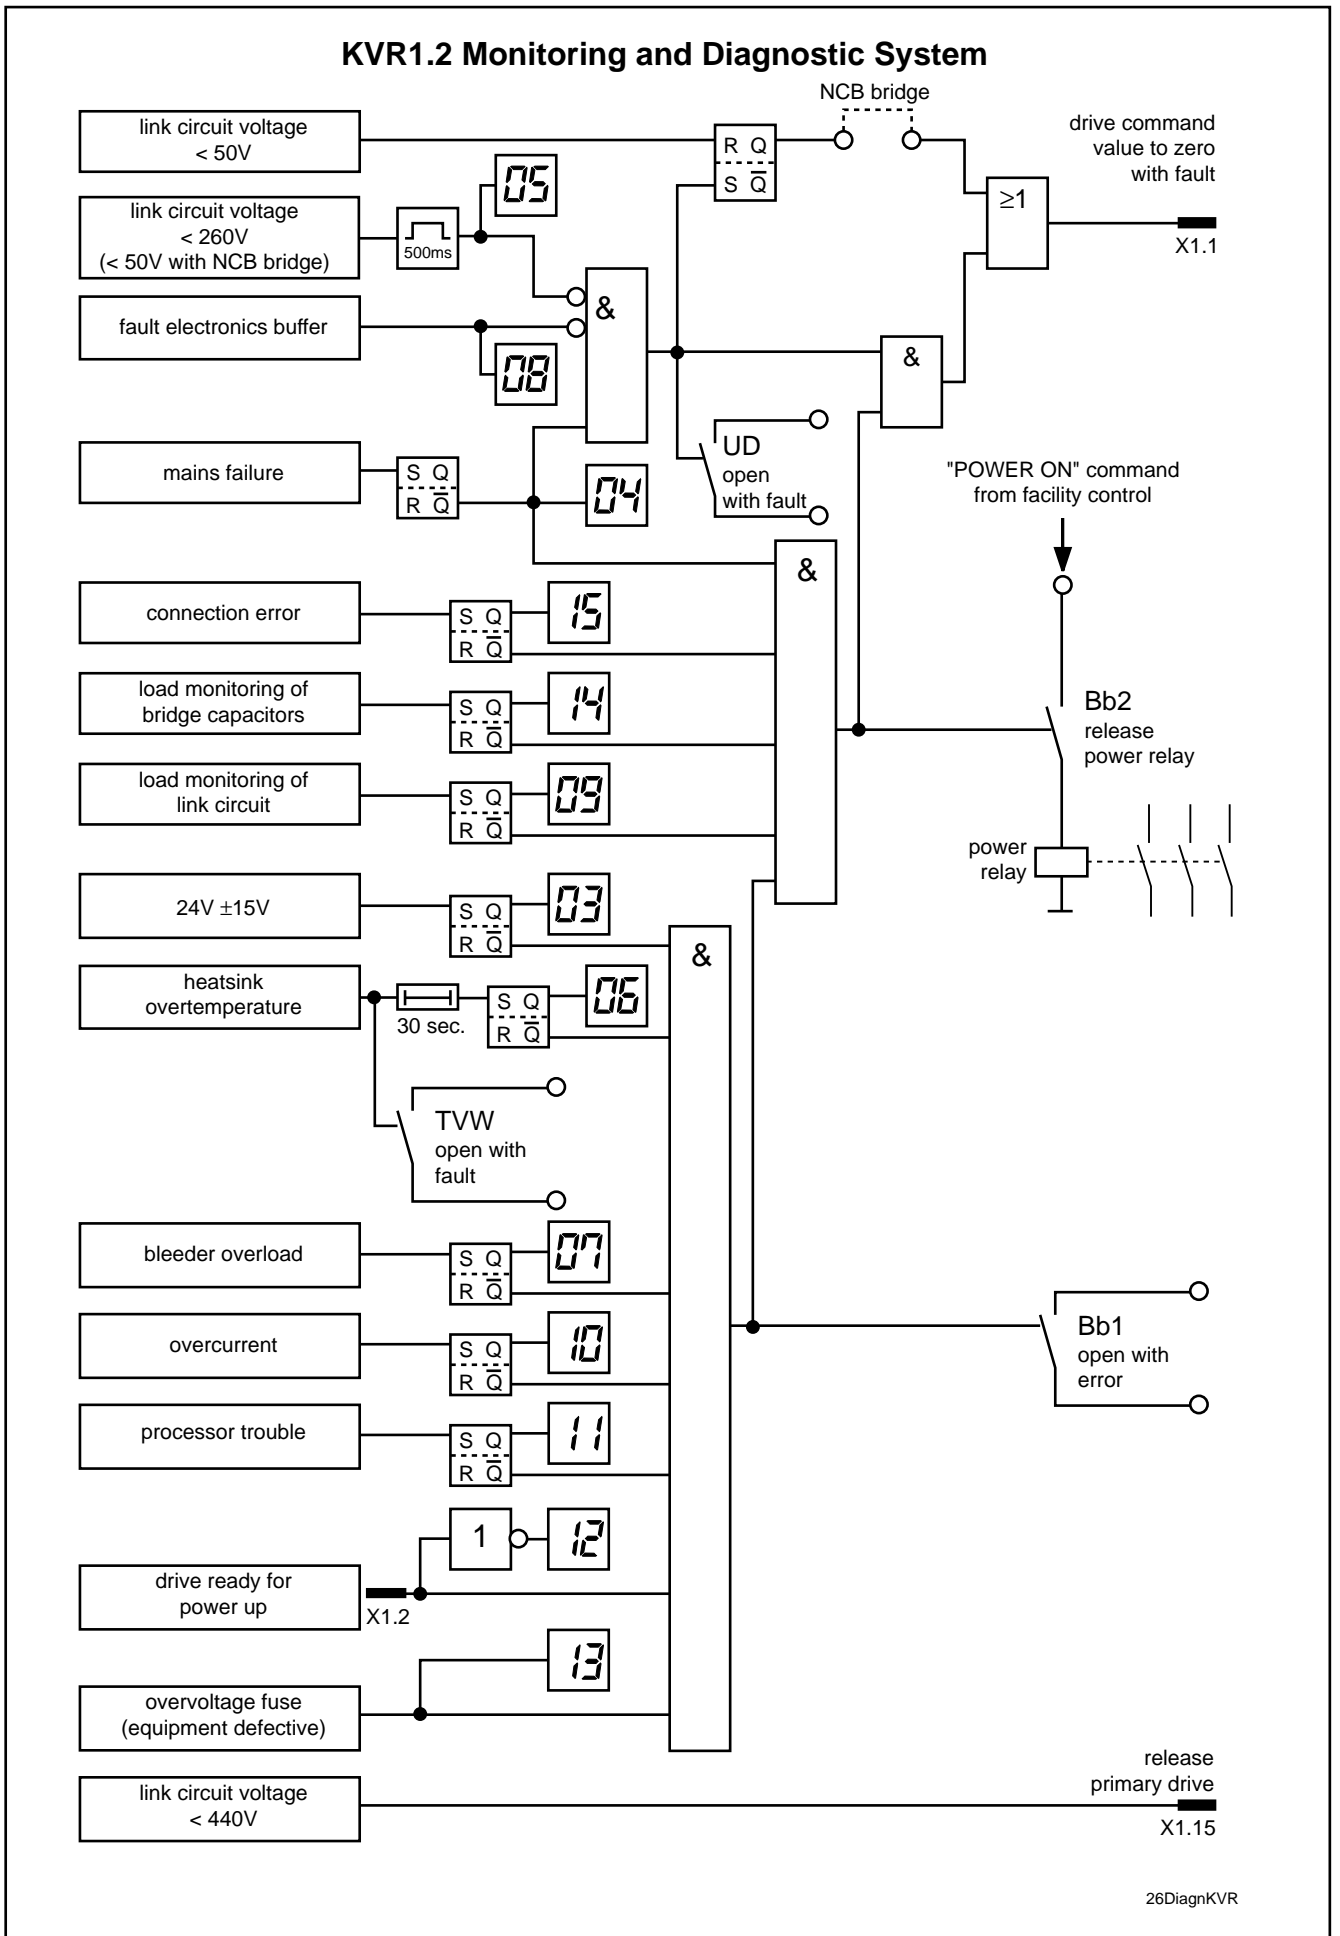 KVR1.2 Monitoring and Diagnostic System
NCB bridge
link circuit voltage
< 50V
R Q
S Q̅
drive command
value to zero
with fault
≥1
X1.1
05
link circuit voltage
< 260V
(< 50V with NCB bridge)
500ms
&
fault electronics buffer
08
&
UD
open
with fault
mains failure
S Q
R Q̅
04
"POWER ON" command
from facility control
&
connection error
S Q
R Q̅
15
load monitoring of
bridge capacitors
S Q
R Q̅
14
Bb2
release
power relay
load monitoring of
link circuit
S Q
R Q̅
09
power
relay
24V ±15V
S Q
R Q̅
03
&
heatsink
overtemperature
30 sec.
S Q
R Q̅
06
TVW
open with
fault
bleeder overload
S Q
R Q̅
07
Bb1
open with
error
overcurrent
S Q
R Q̅
10
processor trouble
S Q
R Q̅
11
1
12
drive ready for
power up
X1.2
13
overvoltage fuse
(equipment defective)
link circuit voltage
< 440V
release
primary drive
X1.15
26DiagnKVR